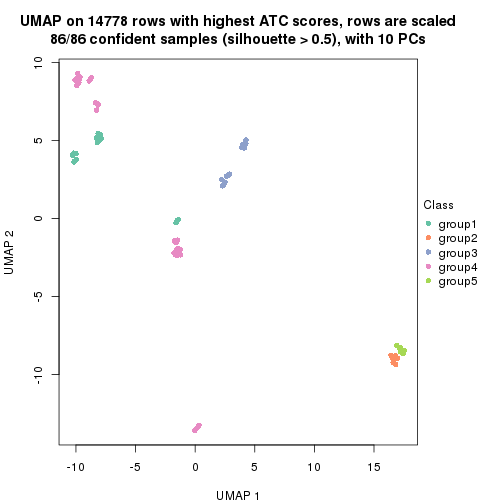 UMAP on 14778 rows with highest ATC scores, rows are scaled
86/86 confident samples (silhouette > 0.5), with 10 PCs
10
5
0
-5
-10
UMAP 2
-10
-5
0
5
10
15
UMAP 1
Class
group1
group2
group3
group4
group5